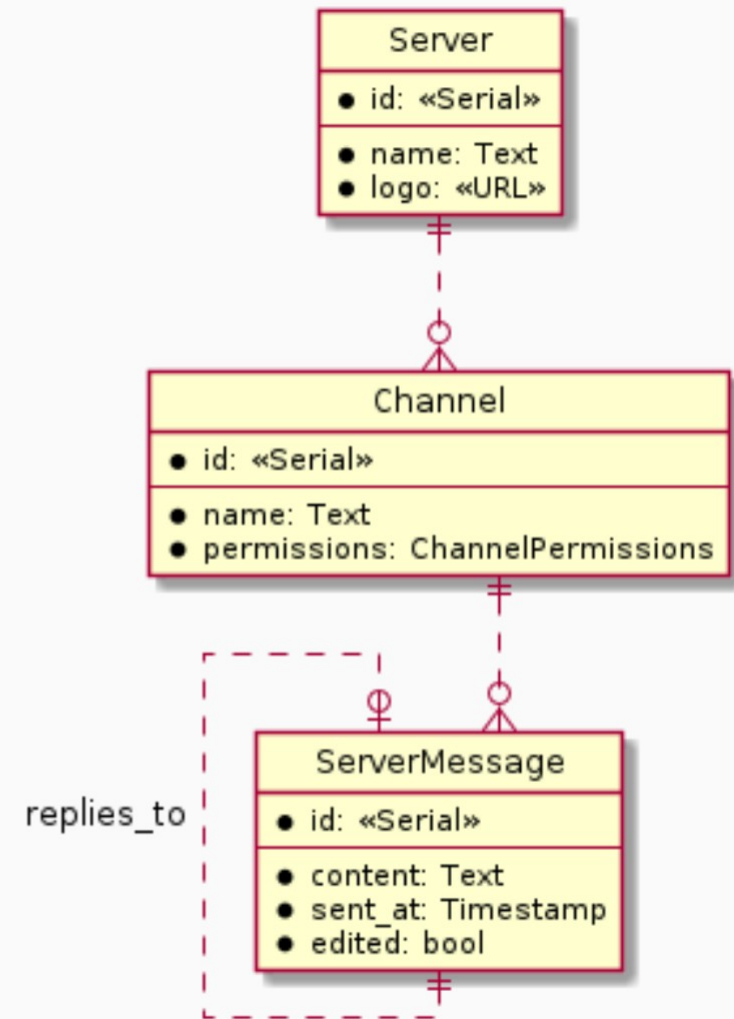 Server
id: «Serial»
name: Text
logo: «URL»
Channel
id: «Serial»
name: Text
permissions: ChannelPermissions
ServerMessage
replies_to
id: «Serial»
content: Text
sent_at: Timestamp
edited: bool